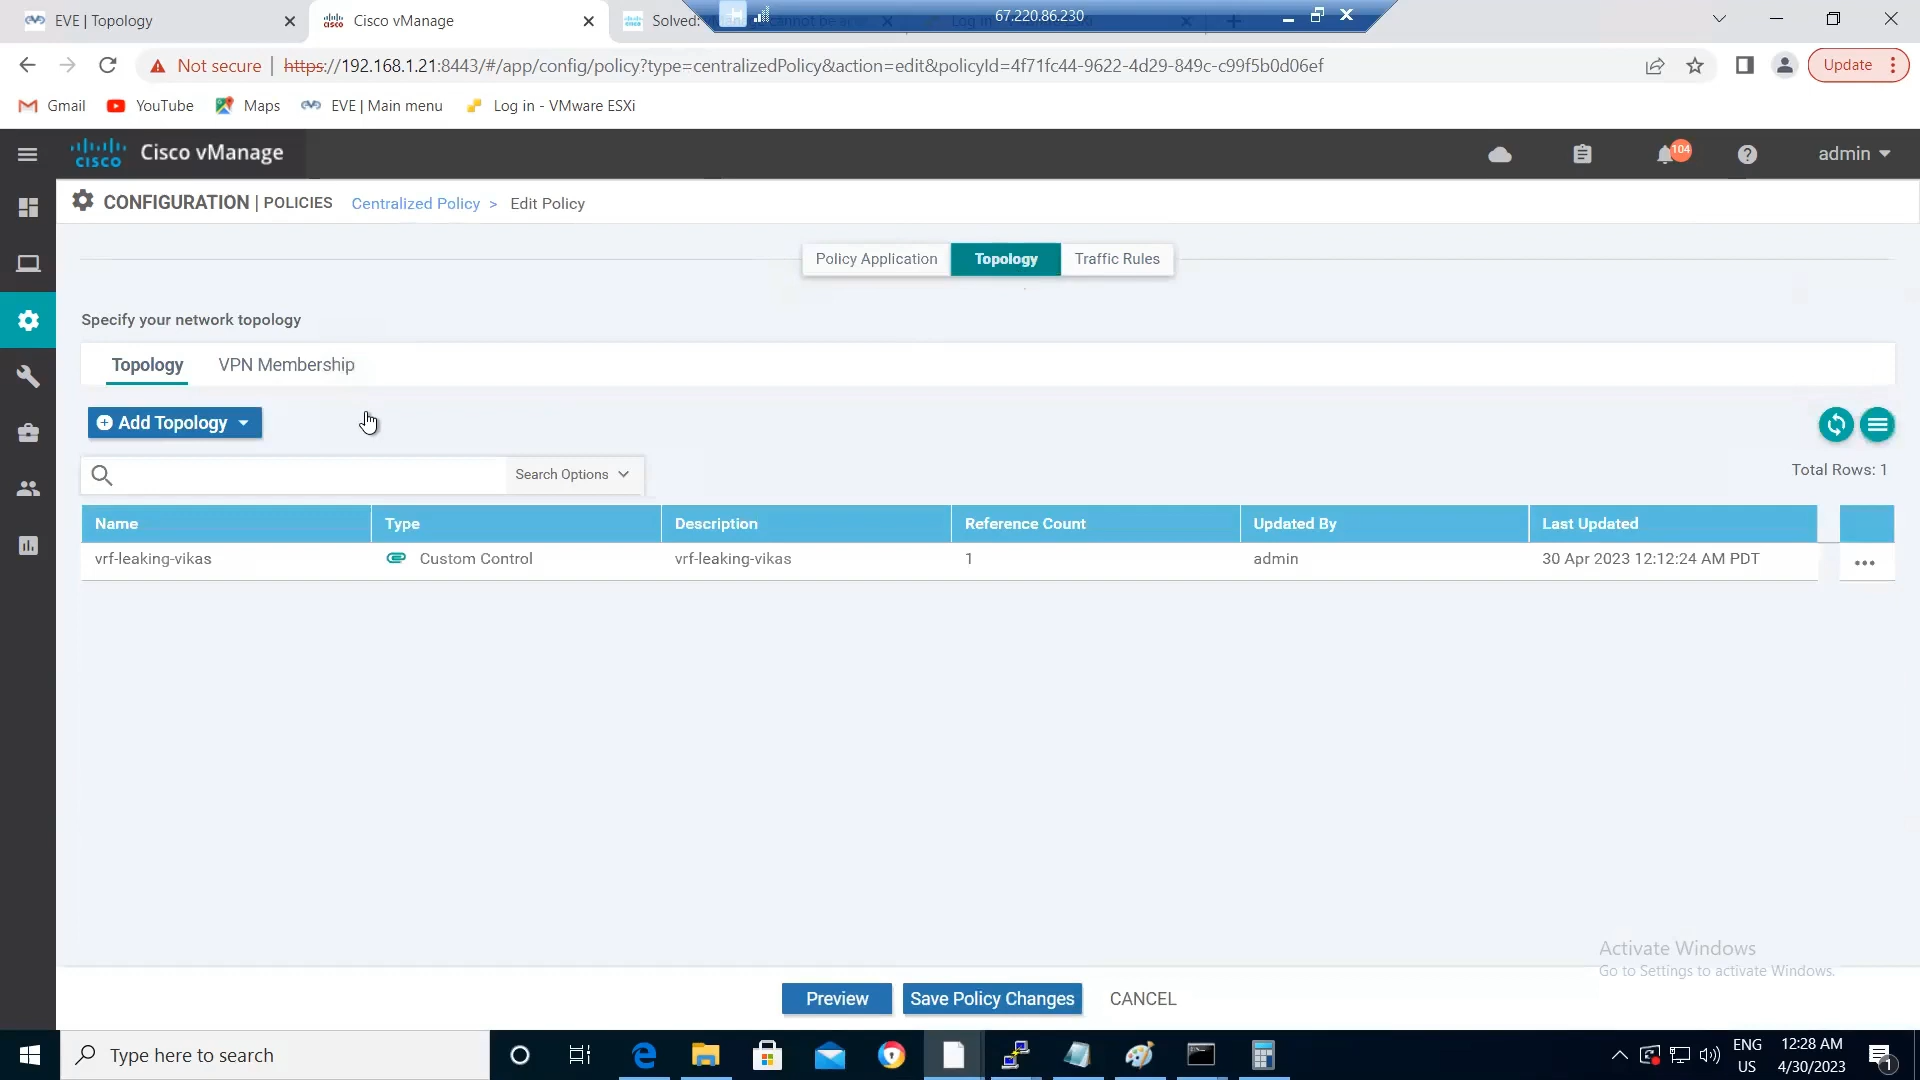 EVE | Topology
Cisco vManage
Solved:
67.220.86.230
Not secure | https://192.168.1.21:8443/#/app/config/policy?type=centralizedPolicy&action=edit&policyId=4f71fc44-9622-4d29-849c-c99f5b0d06ef
Update
Gmail
YouTube
Maps
EVE | Main menu
Log in - VMware ESXi
cisco
Cisco vManage
104
admin
CONFIGURATION | POLICIES
Centralized Policy > Edit Policy
Policy Application
Topology
Traffic Rules
Specify your network topology
Topology
VPN Membership
Add Topology
Search Options
Total Rows: 1
Name Type Description Reference Count Updated By Last Updated
vrf-leaking-vikas Custom Control vrf-leaking-vikas 1 admin 30 Apr 2023 12:12:24 AM PDT
Activate Windows
Go to Settings to activate Windows.
Preview
Save Policy Changes
CANCEL
Type here to search
ENG
US
12:28 AM
4/30/2023
1